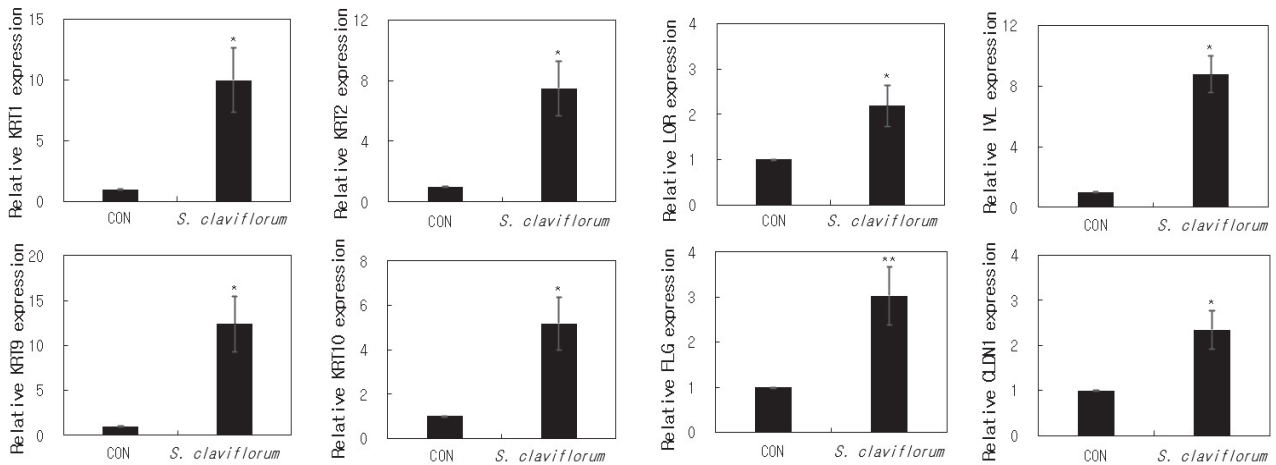 Relative KRT1 expression
15
10
5
0
*
CON
S. claviflorum
Relative KRT2 expression
12
8
4
0
*
CON
S. claviflorum
Relative LOR expression
4
3
2
1
0
*
CON
S. claviflorum
Relative IVL expression
12
8
4
0
*
CON
S. claviflorum
Relative KRT9 expression
20
15
10
5
0
*
CON
S. claviflorum
Relative KRT10 expression
8
6
4
2
0
*
CON
S. claviflorum
Relative FLG expression
4
3
2
1
0
**
CON
S. claviflorum
Relative CLDN1 expression
4
3
2
1
0
*
CON
S. claviflorum